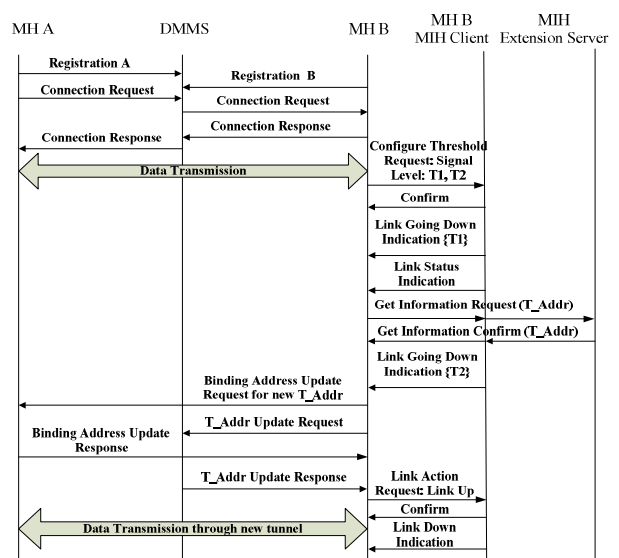 MH A
DMMS
MH B
MH B
MIH Client
MIH
Extension Server
Registration A
Registration B
Connection Request
Connection Request
Connection Response
Connection Response
Data Transmission
Configure Threshold
Request: Signal
Level: T1, T2
Confirm
Link Going Down
Indication {T1}
Link Status
Indication
Get Information Request (T_Addr)
Get Information Confirm (T_Addr)
Link Going Down
Indication {T2}
Binding Address Update
Request for new T_Addr
T_Addr Update Request
Binding Address Update
Response
T_Addr Update Response
Link Action
Request: Link Up
Confirm
Data Transmission through new tunnel
Link Down
Indication